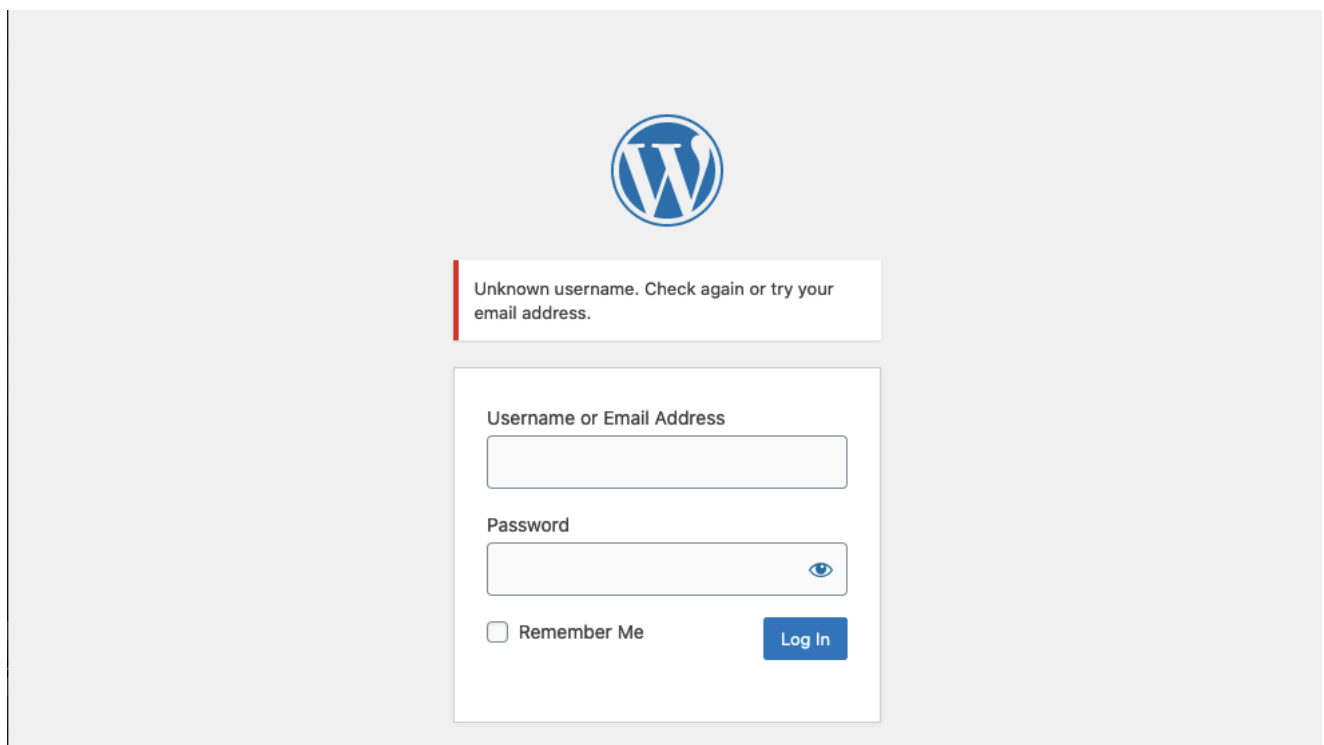 Unknown username. Check again or try your
email address.
Username or Email Address
Password
Remember Me
Log In